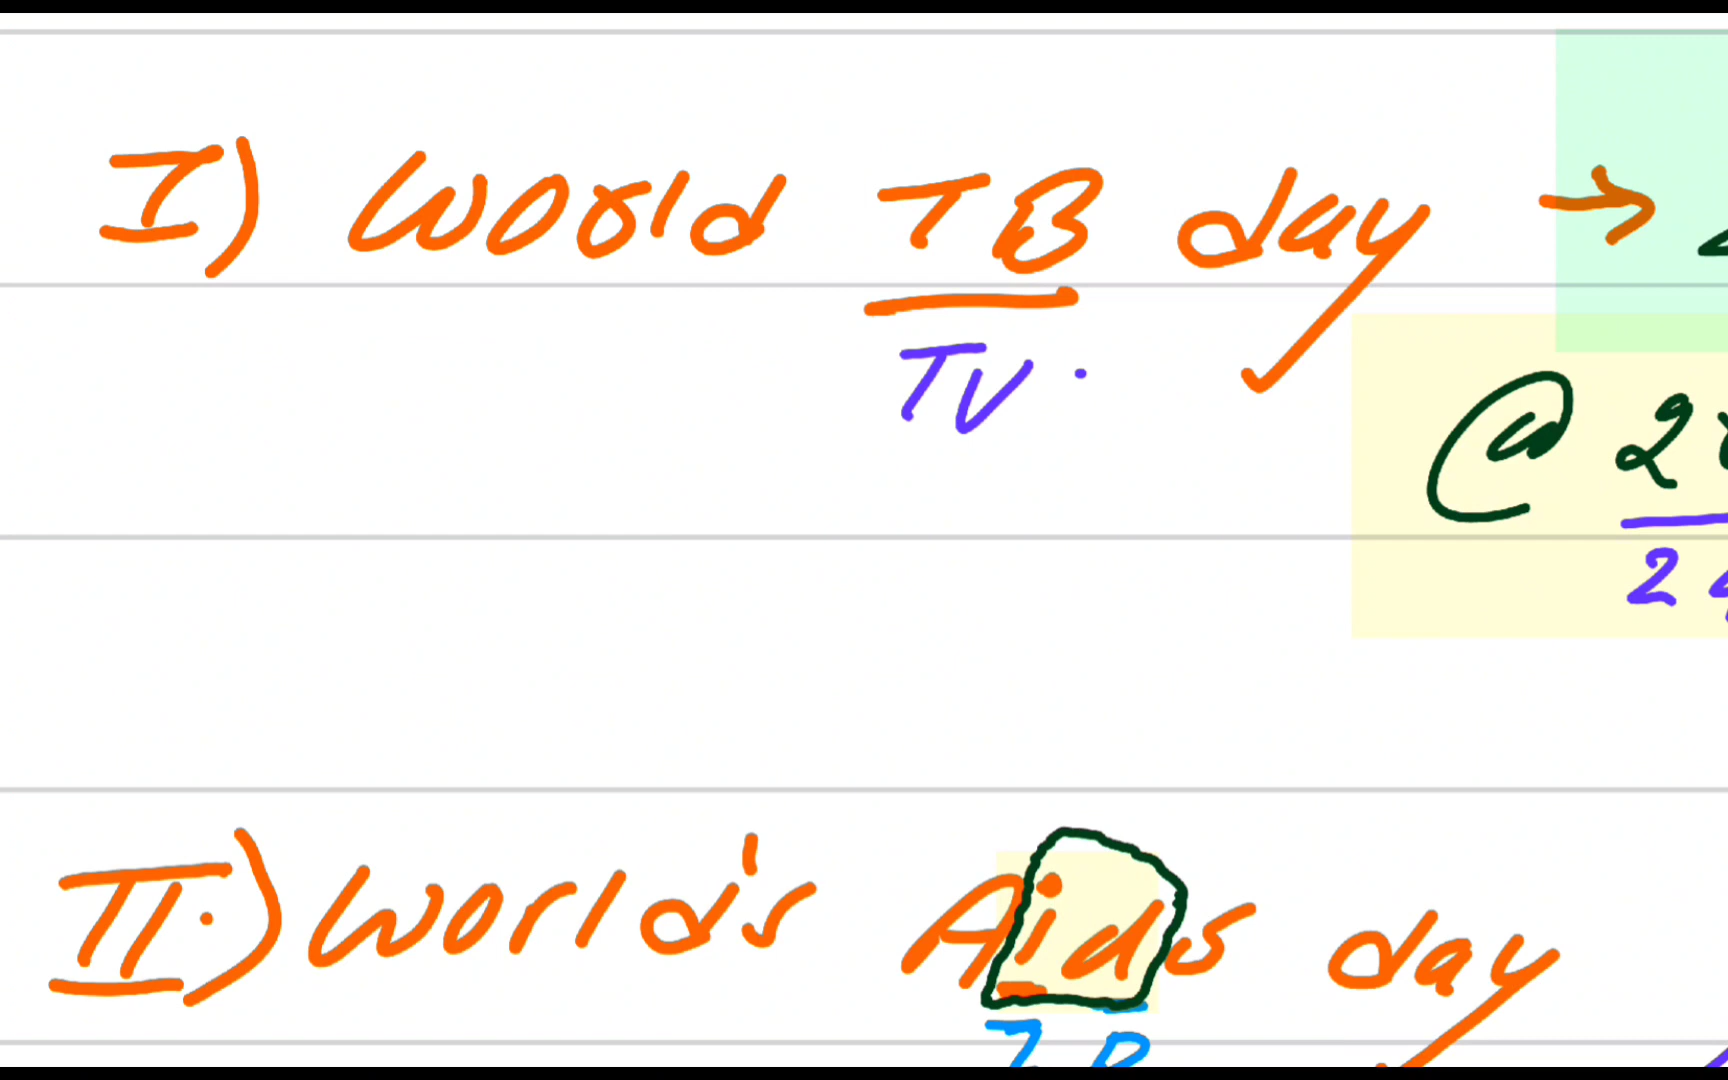 I) World TB day →
TV.
@ 2
2
II.) World's Aids day